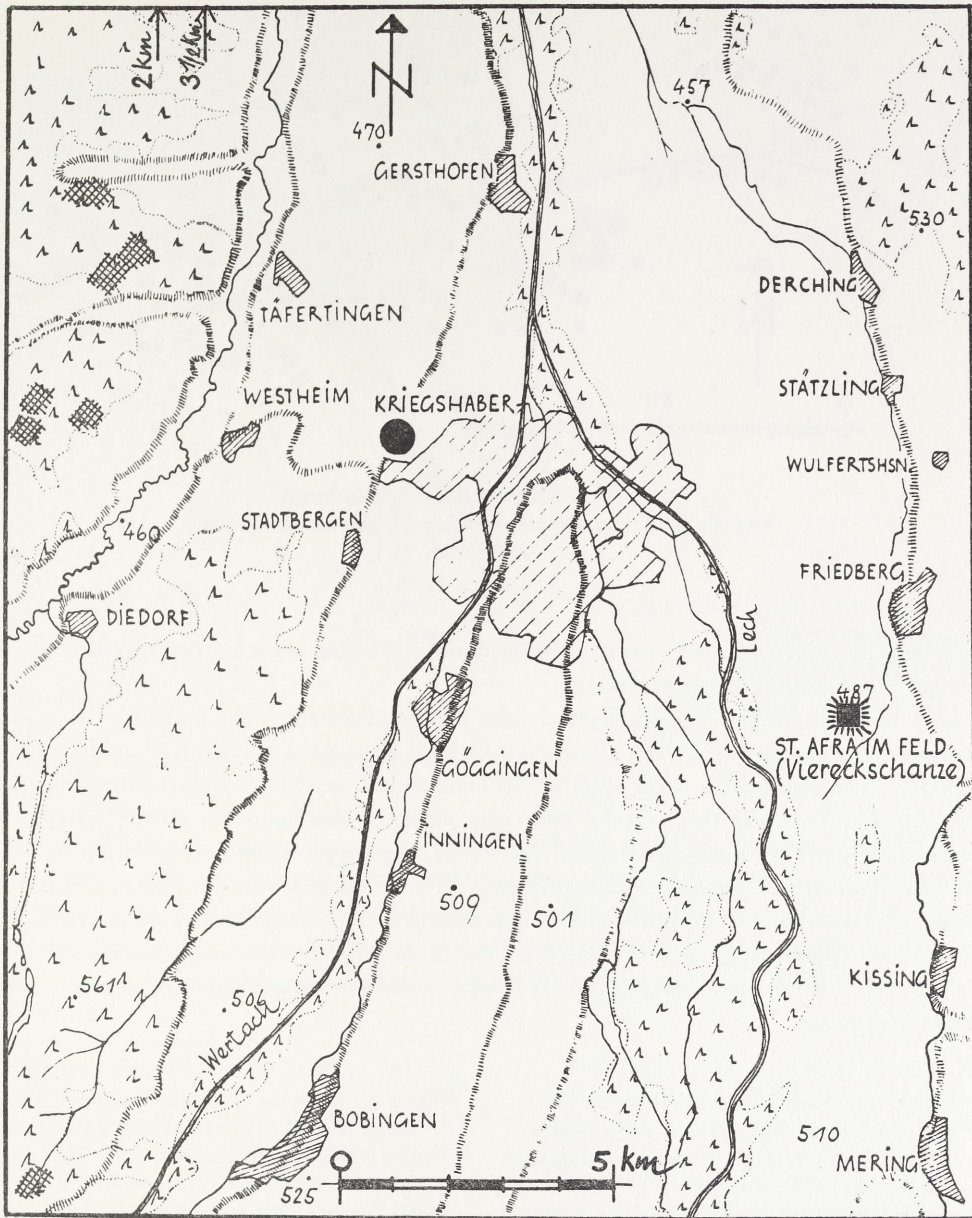 2 km
3 1/2 km
N
457
470
GERSTHOFEN
530
DERCHING
TÄFERTINGEN
STÄTZLING
WESTHEIM
KRIEGSHABER
WULFERTSHSN.
STADTBERGEN
460
FRIEDBERG
DIEDORF
Lech
487
ST. AFRA IM FELD
(Viereckschanze)
GÖGGINGEN
INNINGEN
509
501
KISSING
561
506
Wertach
BOBINGEN
510
MERING
5 km
525